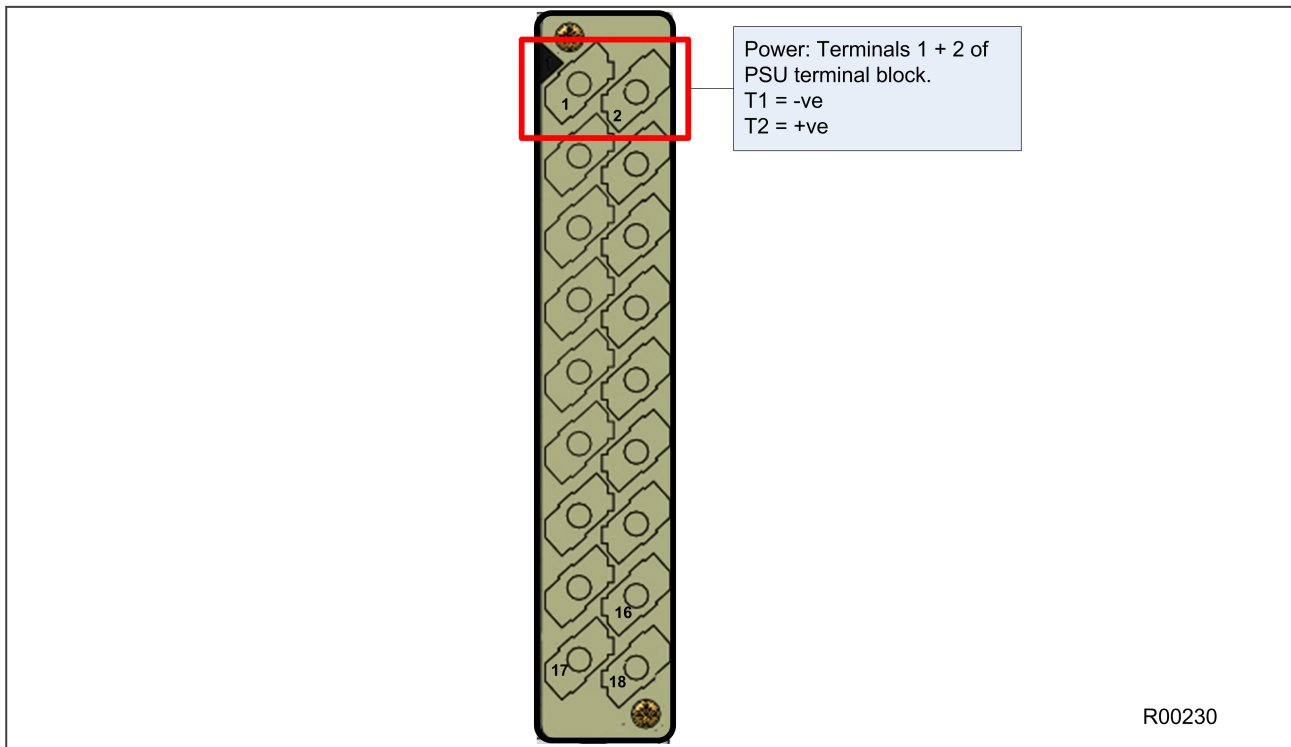 1
2
Power: Terminals 1 + 2 of
PSU terminal block.
T1 = -ve
T2 = +ve
16
17
18
R00230